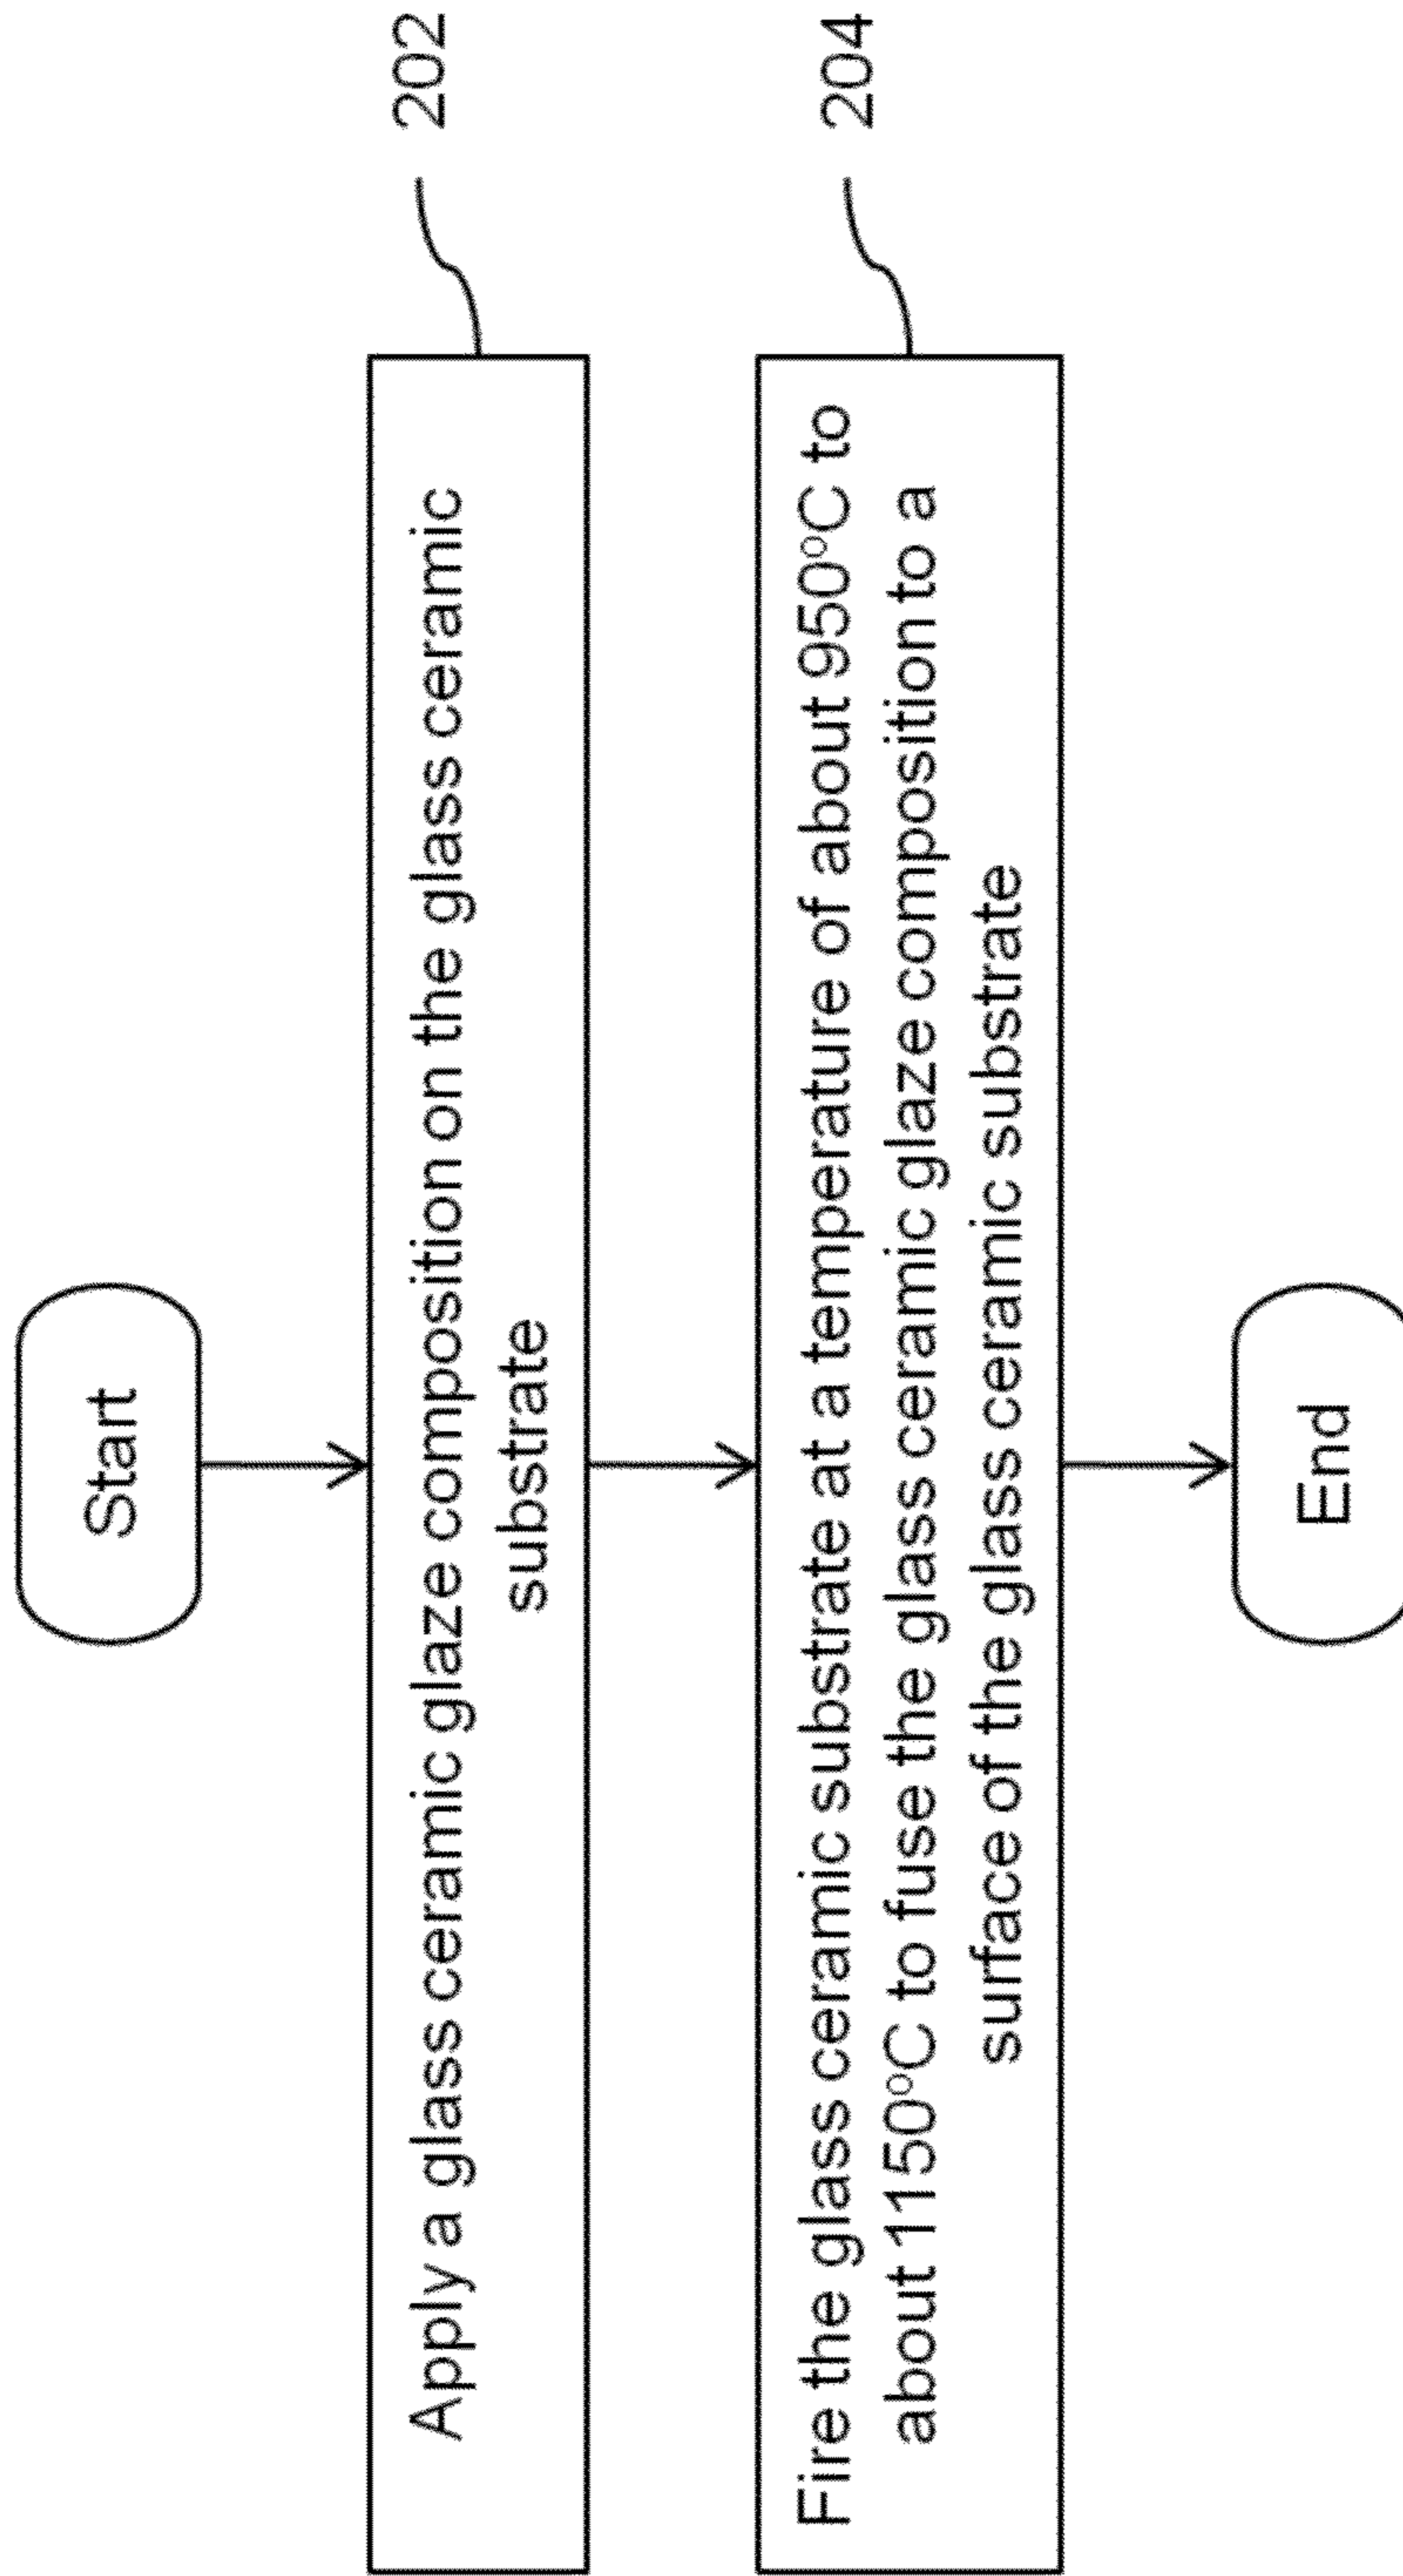 Start
Apply a glass ceramic glaze composition on the glass ceramic
substrate
202
Fire the glass ceramic substrate at a temperature of about 950°C to
about 1150°C to fuse the glass ceramic glaze composition to a
surface of the glass ceramic substrate
204
End